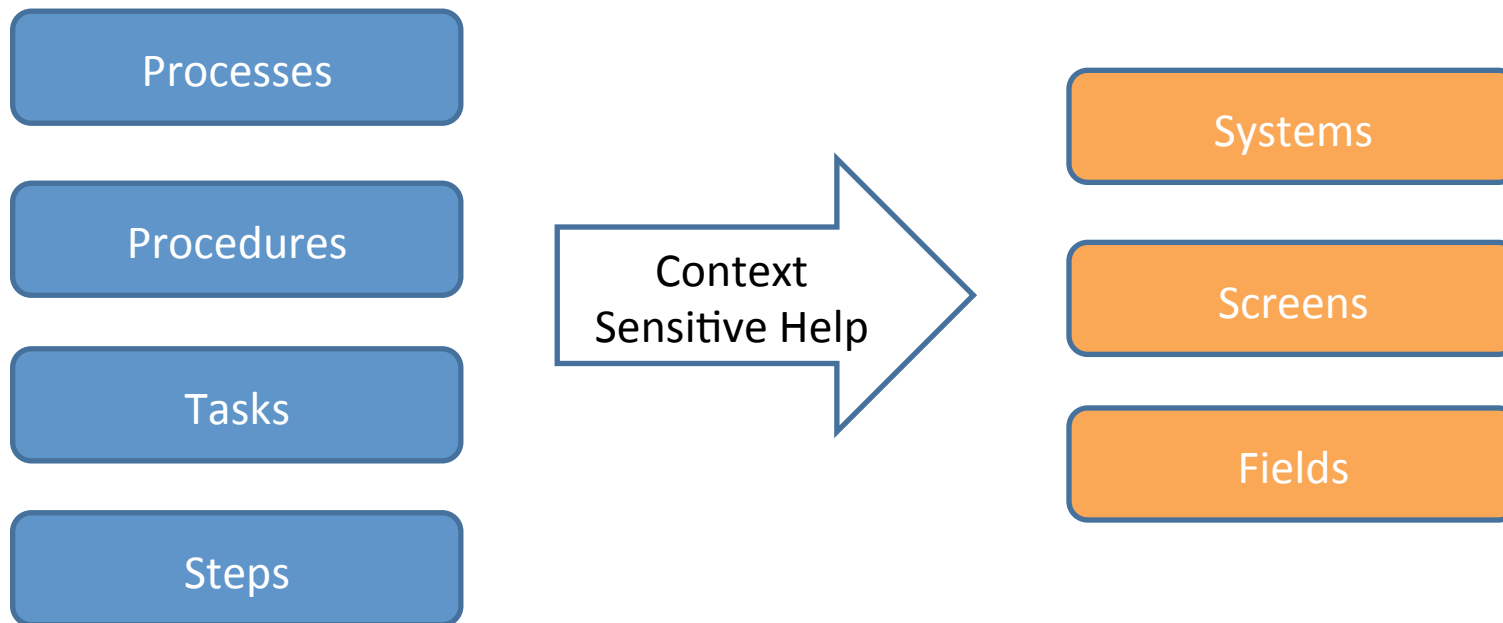 Processes
Procedures
Tasks
Steps
Context
Sensitive Help
Systems
Screens
Fields